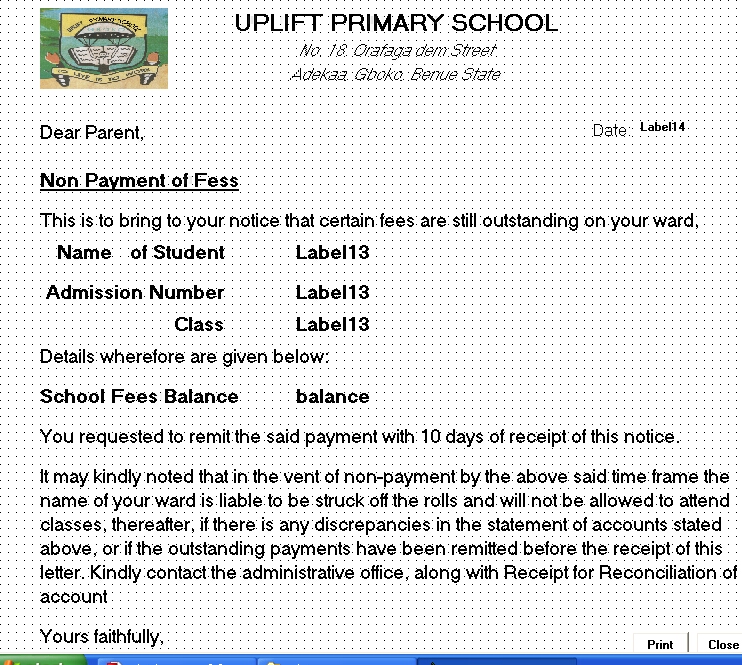 UPLIFT PRIMARY SCHOOL
No. 18. Orafaga dem Street
Adekaa, Gboko, Benue State
Dear Parent,
Date: Label14
Non Payment of Fess
This is to bring to your notice that certain fees are still outstanding on your ward,
Name of Student Label13
Admission Number Label13
Class Label13
Details wherefore are given below:
School Fees Balance balance
You requested to remit the said payment with 10 days of receipt of this notice.
It may kindly noted that in the vent of non-payment by the above said time frame the
name of your ward is liable to be struck off the rolls and will not be allowed to attend
classes, thereafter, if there is any discrepancies in the statement of accounts stated
above, or if the outstanding payments have been remitted before the receipt of this
letter. Kindly contact the administrative office, along with Receipt for Reconciliation of
account
Yours faithfully,
Print Close